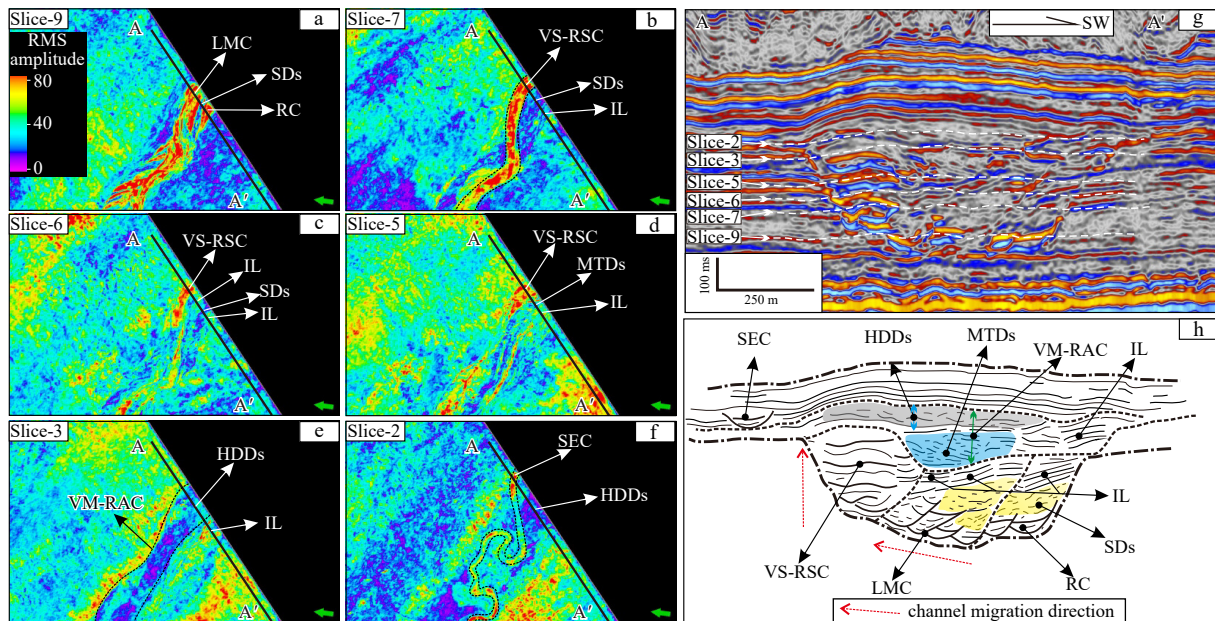 Slice-9
a
A
RMS
amplitude
80
40
0
LMC
SDs
RC
A'
Slice-7
b
A
VS-RSC
SDs
IL
A'
Slice-6
c
A
VS-RSC
IL
SDs
IL
A'
Slice-5
d
A
VS-RSC
MTDs
IL
A'
Slice-3
e
A
HDDs
VM-RAC
IL
A'
Slice-2
f
A
SEC
HDDs
A'
A
SW
A'
g
Slice-2
Slice-3
Slice-5
Slice-6
Slice-7
Slice-9
100 ms
250 m
h
SEC
HDDs
MTDs
VM-RAC
IL
IL
SDs
VS-RSC
LMC
RC
channel migration direction